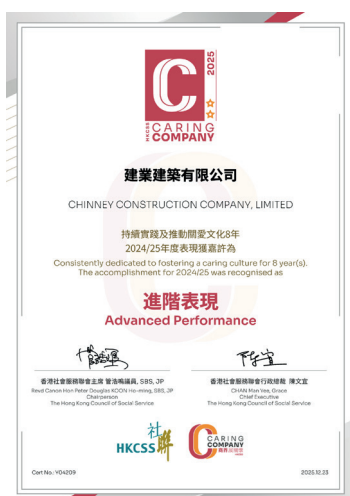 2025
HKCSS
CARING
COMPANY
建業建築有限公司
CHINNEY CONSTRUCTION COMPANY, LIMITED
持續實踐及推動關愛文化8年
2024/25年度表現獲嘉許為
Consistently dedicated to fostering a caring culture for 8 year(s).
The accomplishment for 2024/25 was recognised as
進階表現
Advanced Performance
香港社會服務聯會主席 管浩鳴議員, SBS, JP
Revd Canon Hon Peter Douglas KOON Ho-ming, SBS, JP
Chairperson
The Hong Kong Council of Social Service
香港社會服務聯會行政總裁 陳文宜
CHAN Man Yee, Grace
Chief Executive
The Hong Kong Council of Social Service
社聯
HKCSS
CARING
COMPANY
商界展關懷
Cert No.: Y04209
2025.12.23